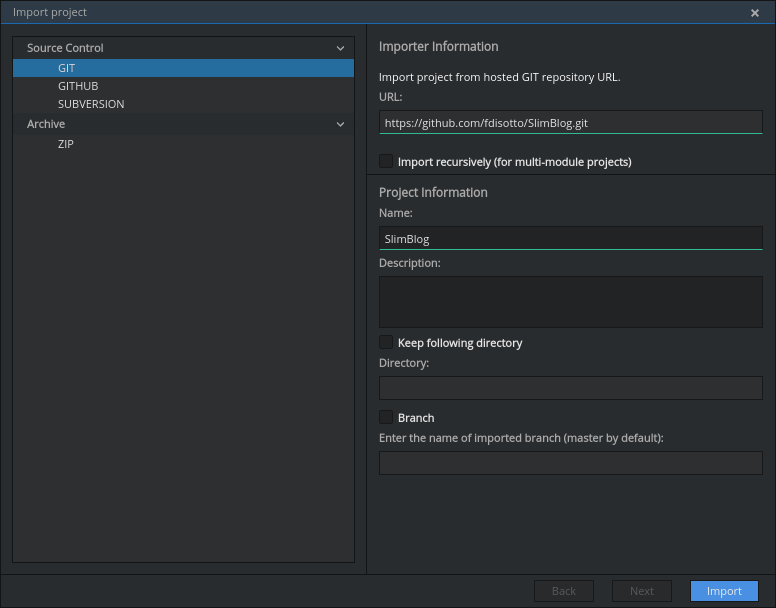 Import project
Source Control
GIT
GITHUB
SUBVERSION
Archive
ZIP
Importer Information
Import project from hosted GIT repository URL.
URL:
https://github.com/fdisotto/SlimBlog.git
Import recursively (for multi-module projects)
Project Information
Name:
SlimBlog
Description:
Keep following directory
Directory:
Branch
Enter the name of imported branch (master by default):
Back
Next
Import